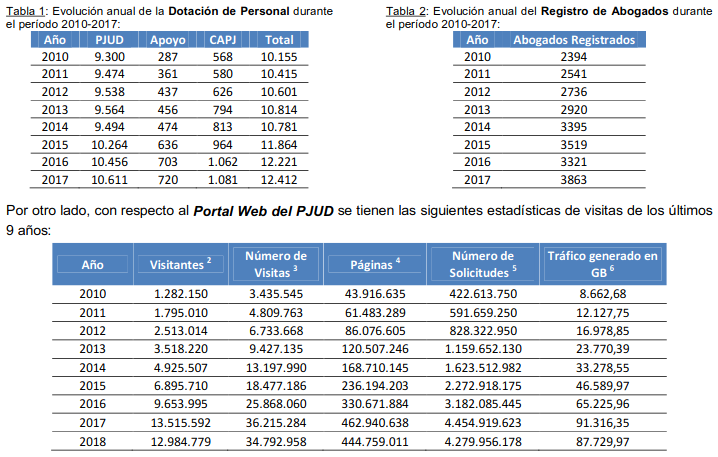 Tabla 1: Evolución anual de la Dotación de Personal durante
el período 2010-2017:
Año PJUD Apoyo CAPJ Total
2010 9.300 287 568 10.155
2011 9.474 361 580 10.415
2012 9.538 437 626 10.601
2013 9.564 456 794 10.814
2014 9.494 474 813 10.781
2015 10.264 636 964 11.864
2016 10.456 703 1.062 12.221
2017 10.611 720 1.081 12.412
Tabla 2: Evolución anual del Registro de Abogados durante
el período 2010-2017:
Año Abogados Registrados
2010 2394
2011 2541
2012 2736
2013 2920
2014 3395
2015 3519
2016 3321
2017 3863
Por otro lado, con respecto al Portal Web del PJUD se tienen las siguientes estadísticas de visitas de los últimos
9 años:
Año Visitantes 2 Número de Visitas 3 Páginas 4 Número de Solicitudes 5 Tráfico generado en GB 6
2010 1.282.150 3.435.545 43.916.635 422.613.750 8.662,68
2011 1.795.010 4.809.763 61.483.289 591.659.250 12.127,75
2012 2.513.014 6.733.668 86.076.605 828.322.950 16.978,85
2013 3.518.220 9.427.135 120.507.246 1.159.652.130 23.770,39
2014 4.925.507 13.197.990 168.710.145 1.623.512.982 33.278,55
2015 6.895.710 18.477.186 236.194.203 2.272.918.175 46.589,97
2016 9.653.995 25.868.060 330.671.884 3.182.085.445 65.225,96
2017 13.515.592 36.215.284 462.940.638 4.454.919.623 91.316,35
2018 12.984.779 34.792.958 444.759.011 4.279.956.178 87.729,97